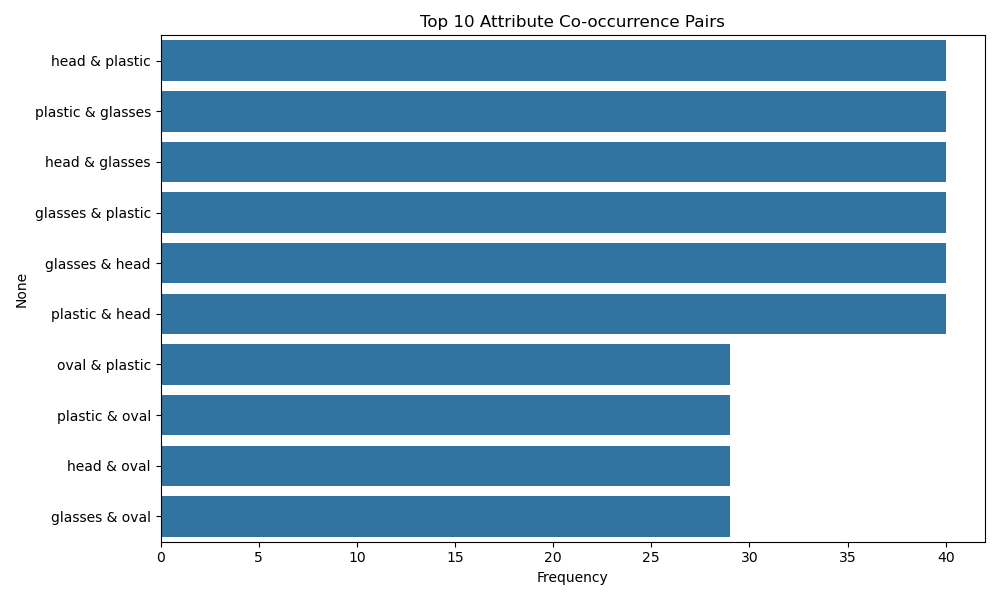 Top 10 Attribute Co-occurrence Pairs
head & plastic
plastic & glasses
head & glasses
glasses & plastic
glasses & head
plastic & head
oval & plastic
plastic & oval
head & oval
glasses & oval
None
0 5 10 15 20 25 30 35 40
Frequency